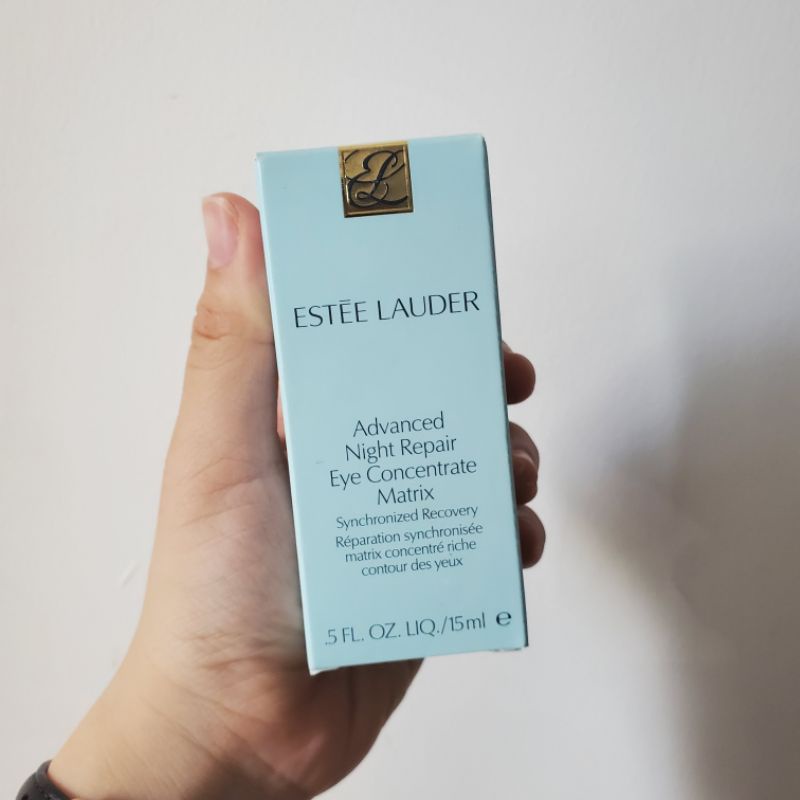 EL
ESTĒE LAUDER
Advanced
Night Repair
Eye Concentrate
Matrix
Synchronized Recovery
Réparation synchronisée
matrix concentré riche
contour des yeux
.5 FL. OZ. LIQ./15ml e